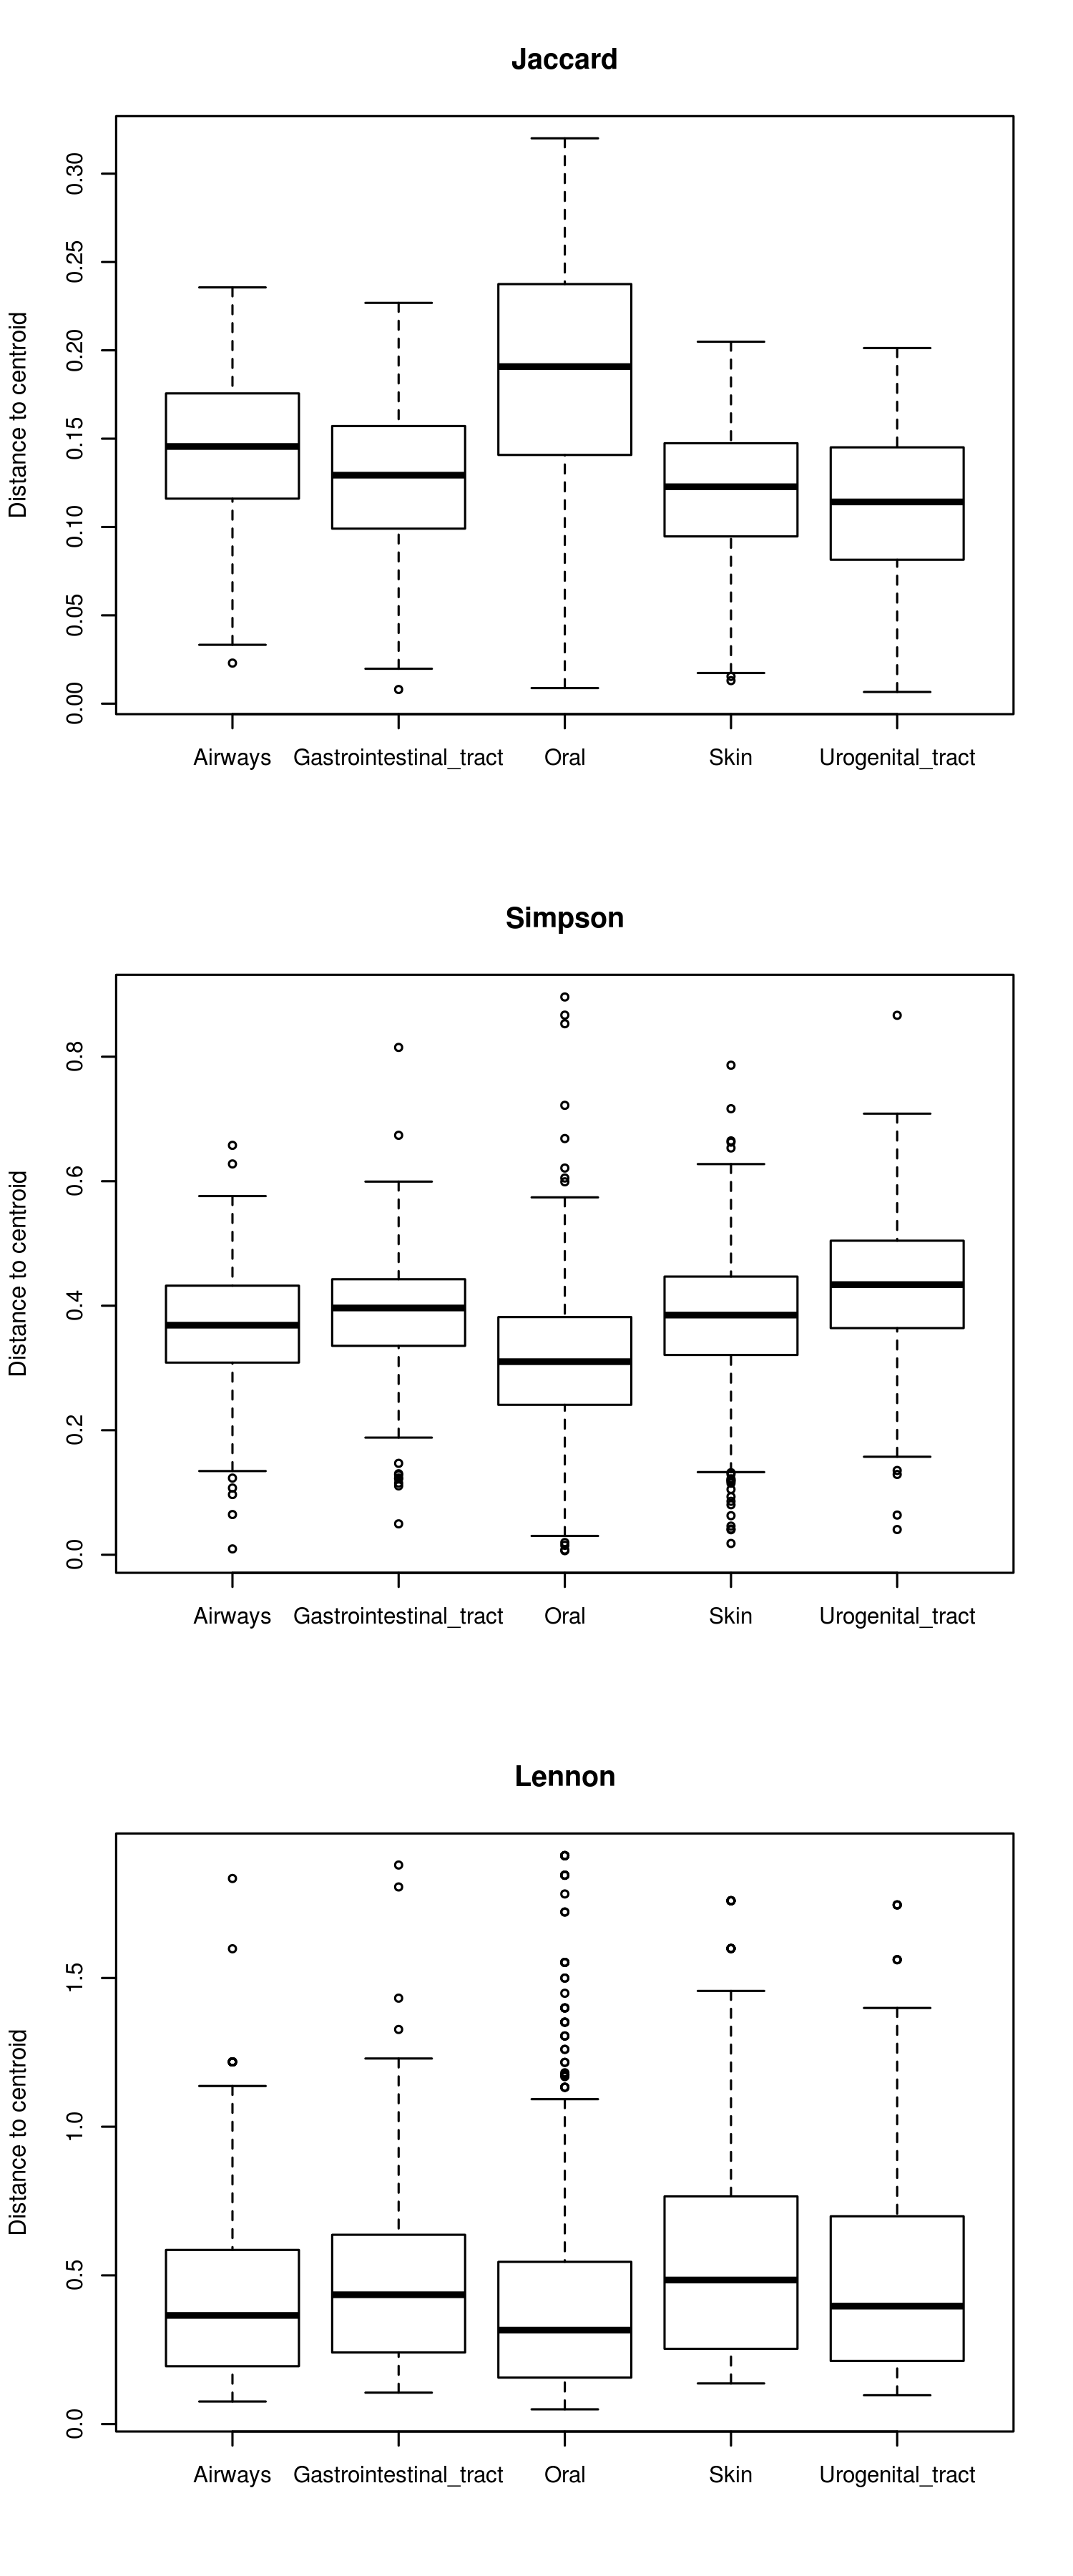 Jaccard
Distance to centroid
0.30
0.25
0.20
0.15
0.10
0.05
0.00
Airways Gastrointestinal_tract Oral Skin Urogenital_tract
Simpson
Distance to centroid
0.8
0.6
0.4
0.2
0.0
Airways Gastrointestinal_tract Oral Skin Urogenital_tract
Lennon
Distance to centroid
1.5
1.0
0.5
0.0
Airways Gastrointestinal_tract Oral Skin Urogenital_tract